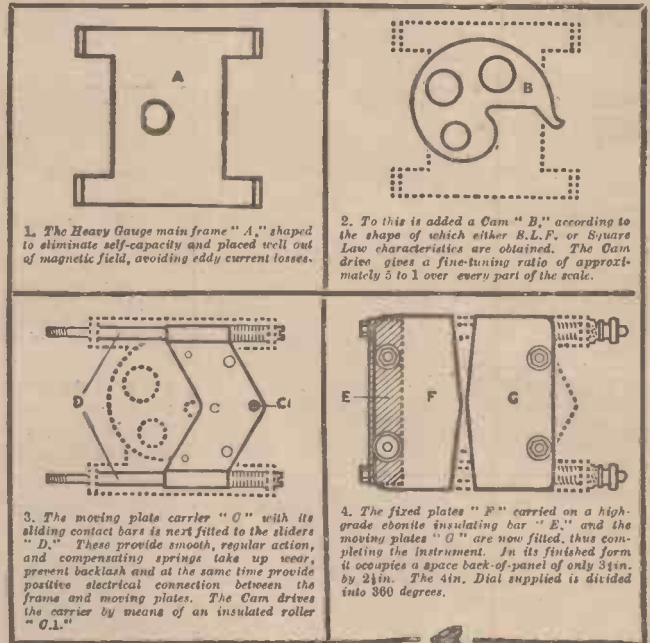 A
1. The Heavy Gauge main frame "A," shaped
to eliminate self-capacity and placed well out
of magnetic field, avoiding eddy current losses.
B
2. To this is added a Cam "B," according to
the shape of which either S.L.F. or Square
Law characteristics are obtained. The Cam
drive gives a fine-tuning ratio of approxi-
mately 5 to 1 over every part of the scale.
D
C
C1
3. The moving plate carrier "C" with its
sliding contact bars is next fitted to the sliders
"D." These provide smooth, regular action,
and compensating springs take up wear,
prevent backlash and at the same time provide
positive electrical connection between the
frame and moving plates. The Cam drives
the carrier by means of an insulated roller
"C.1."
E
F
G
4. The fixed plates "F" carried on a high-
grade ebonite insulating bar "E," and the
moving plates "G" are now fitted, thus com-
pleting the instrument. In its finished form
it occupies a space back-of-panel of only 3½in.
by 2½in. The 4in. Dial supplied is divided
into 360 degrees.